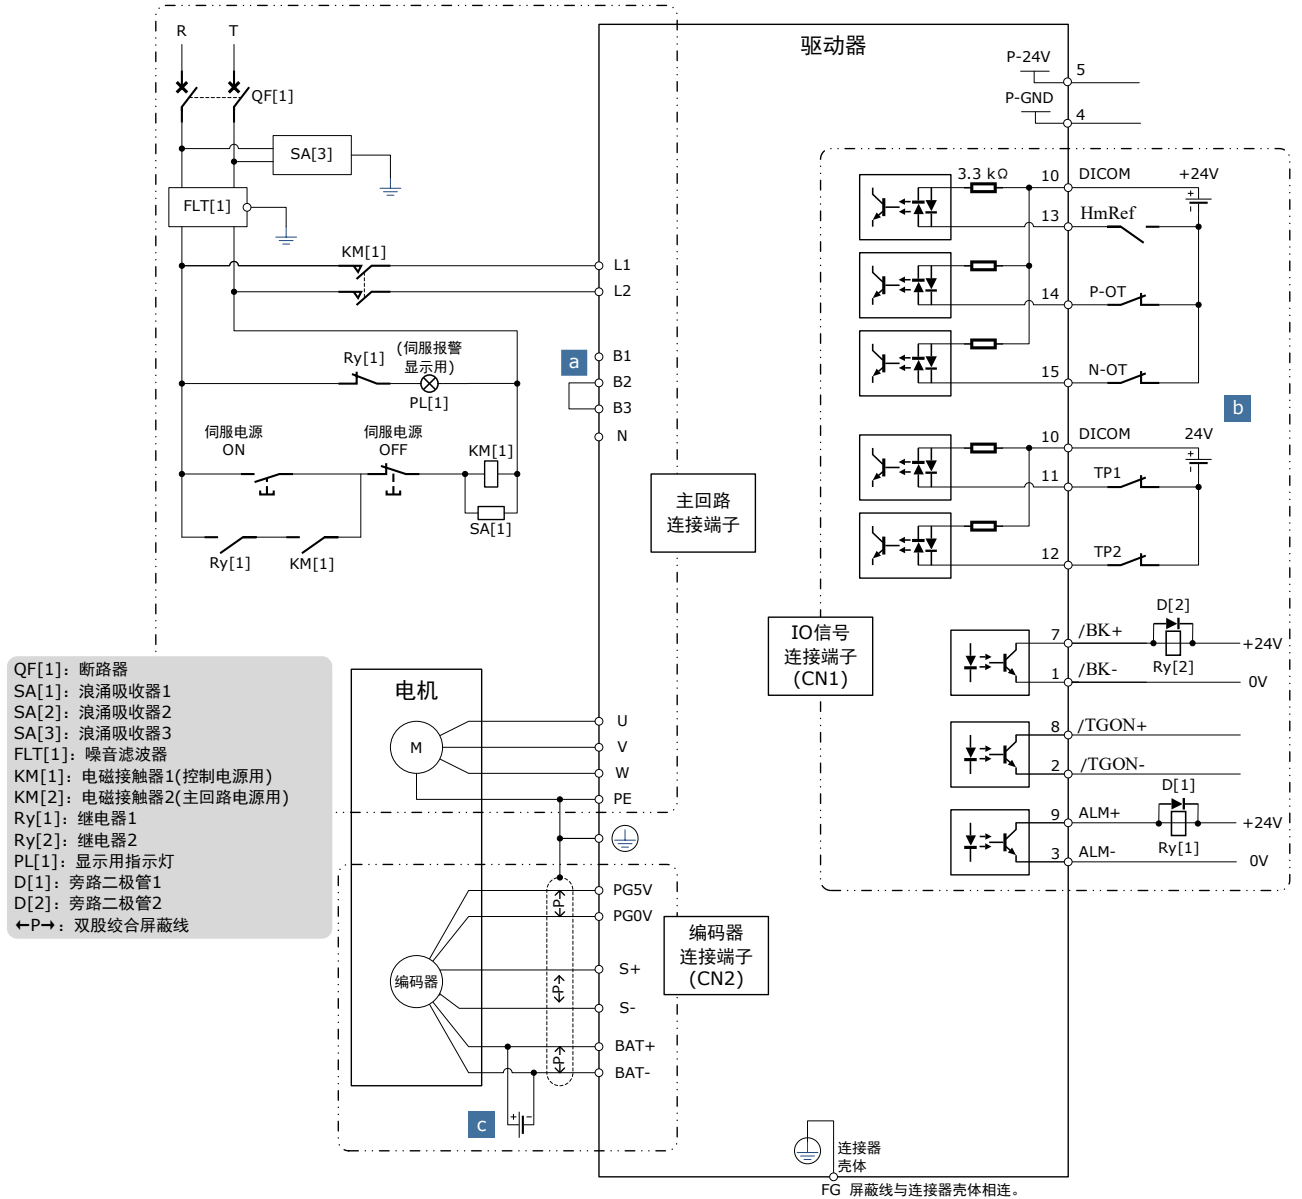 R
T
QF[1]
SA[3]
FLT[1]
KM[1]
L1
L2
Ry[1]
(伺服报警
显示用)
PL[1]
a
B1
B2
B3
N
伺服电源
ON
伺服电源
OFF
KM[1]
SA[1]
Ry[1]
KM[1]
主回路
连接端子
驱动器
P-24V
5
P-GND
4
3.3 kΩ
10
DICOM
+24V
+
-
13
HmRef
14
P-OT
15
N-OT
b
10
DICOM
24V
+
-
11
TP1
12
TP2
IO信号
连接端子
(CN1)
D[2]
7
/BK+
+24V
Ry[2]
1
/BK-
0V
8
/TGON+
2
/TGON-
D[1]
9
ALM+
+24V
Ry[1]
3
ALM-
0V
QF[1]：断路器
SA[1]：浪涌吸收器1
SA[2]：浪涌吸收器2
SA[3]：浪涌吸收器3
FLT[1]：噪音滤波器
KM[1]：电磁接触器1(控制电源用)
KM[2]：电磁接触器2(主回路电源用)
Ry[1]：继电器1
Ry[2]：继电器2
PL[1]：显示用指示灯
D[1]：旁路二极管1
D[2]：旁路二极管2
←P→：双股绞合屏蔽线
电机
M
U
V
W
PE
编码器
PG5V
PG0V
S+
S-
BAT+
BAT-
←P→
←P→
←P→
编码器
连接端子
(CN2)
c
+
-
连接器
壳体
FG 屏蔽线与连接器壳体相连。